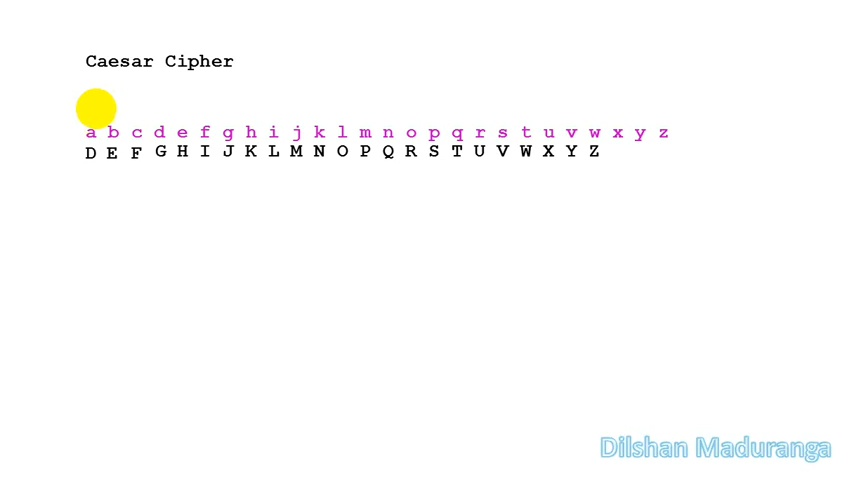 Caesar Cipher
a b c d e f g h i j k l m n o p q r s t u v w x y z
D E F G H I J K L M N O P Q R S T U V W X Y Z
Dilshan Maduranga